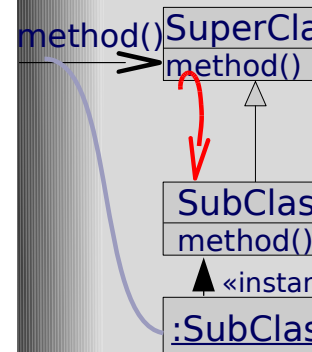 method()
SuperCla
method()
SubClas
method()
«instan
:SubClas